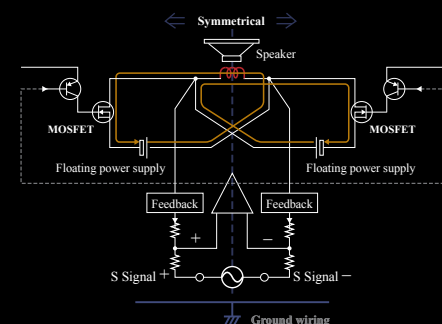 Symmetrical
Speaker
MOSFET
MOSFET
Floating power supply
Floating power supply
Feedback
Feedback
+
−
S Signal +
S Signal −
Ground wiring